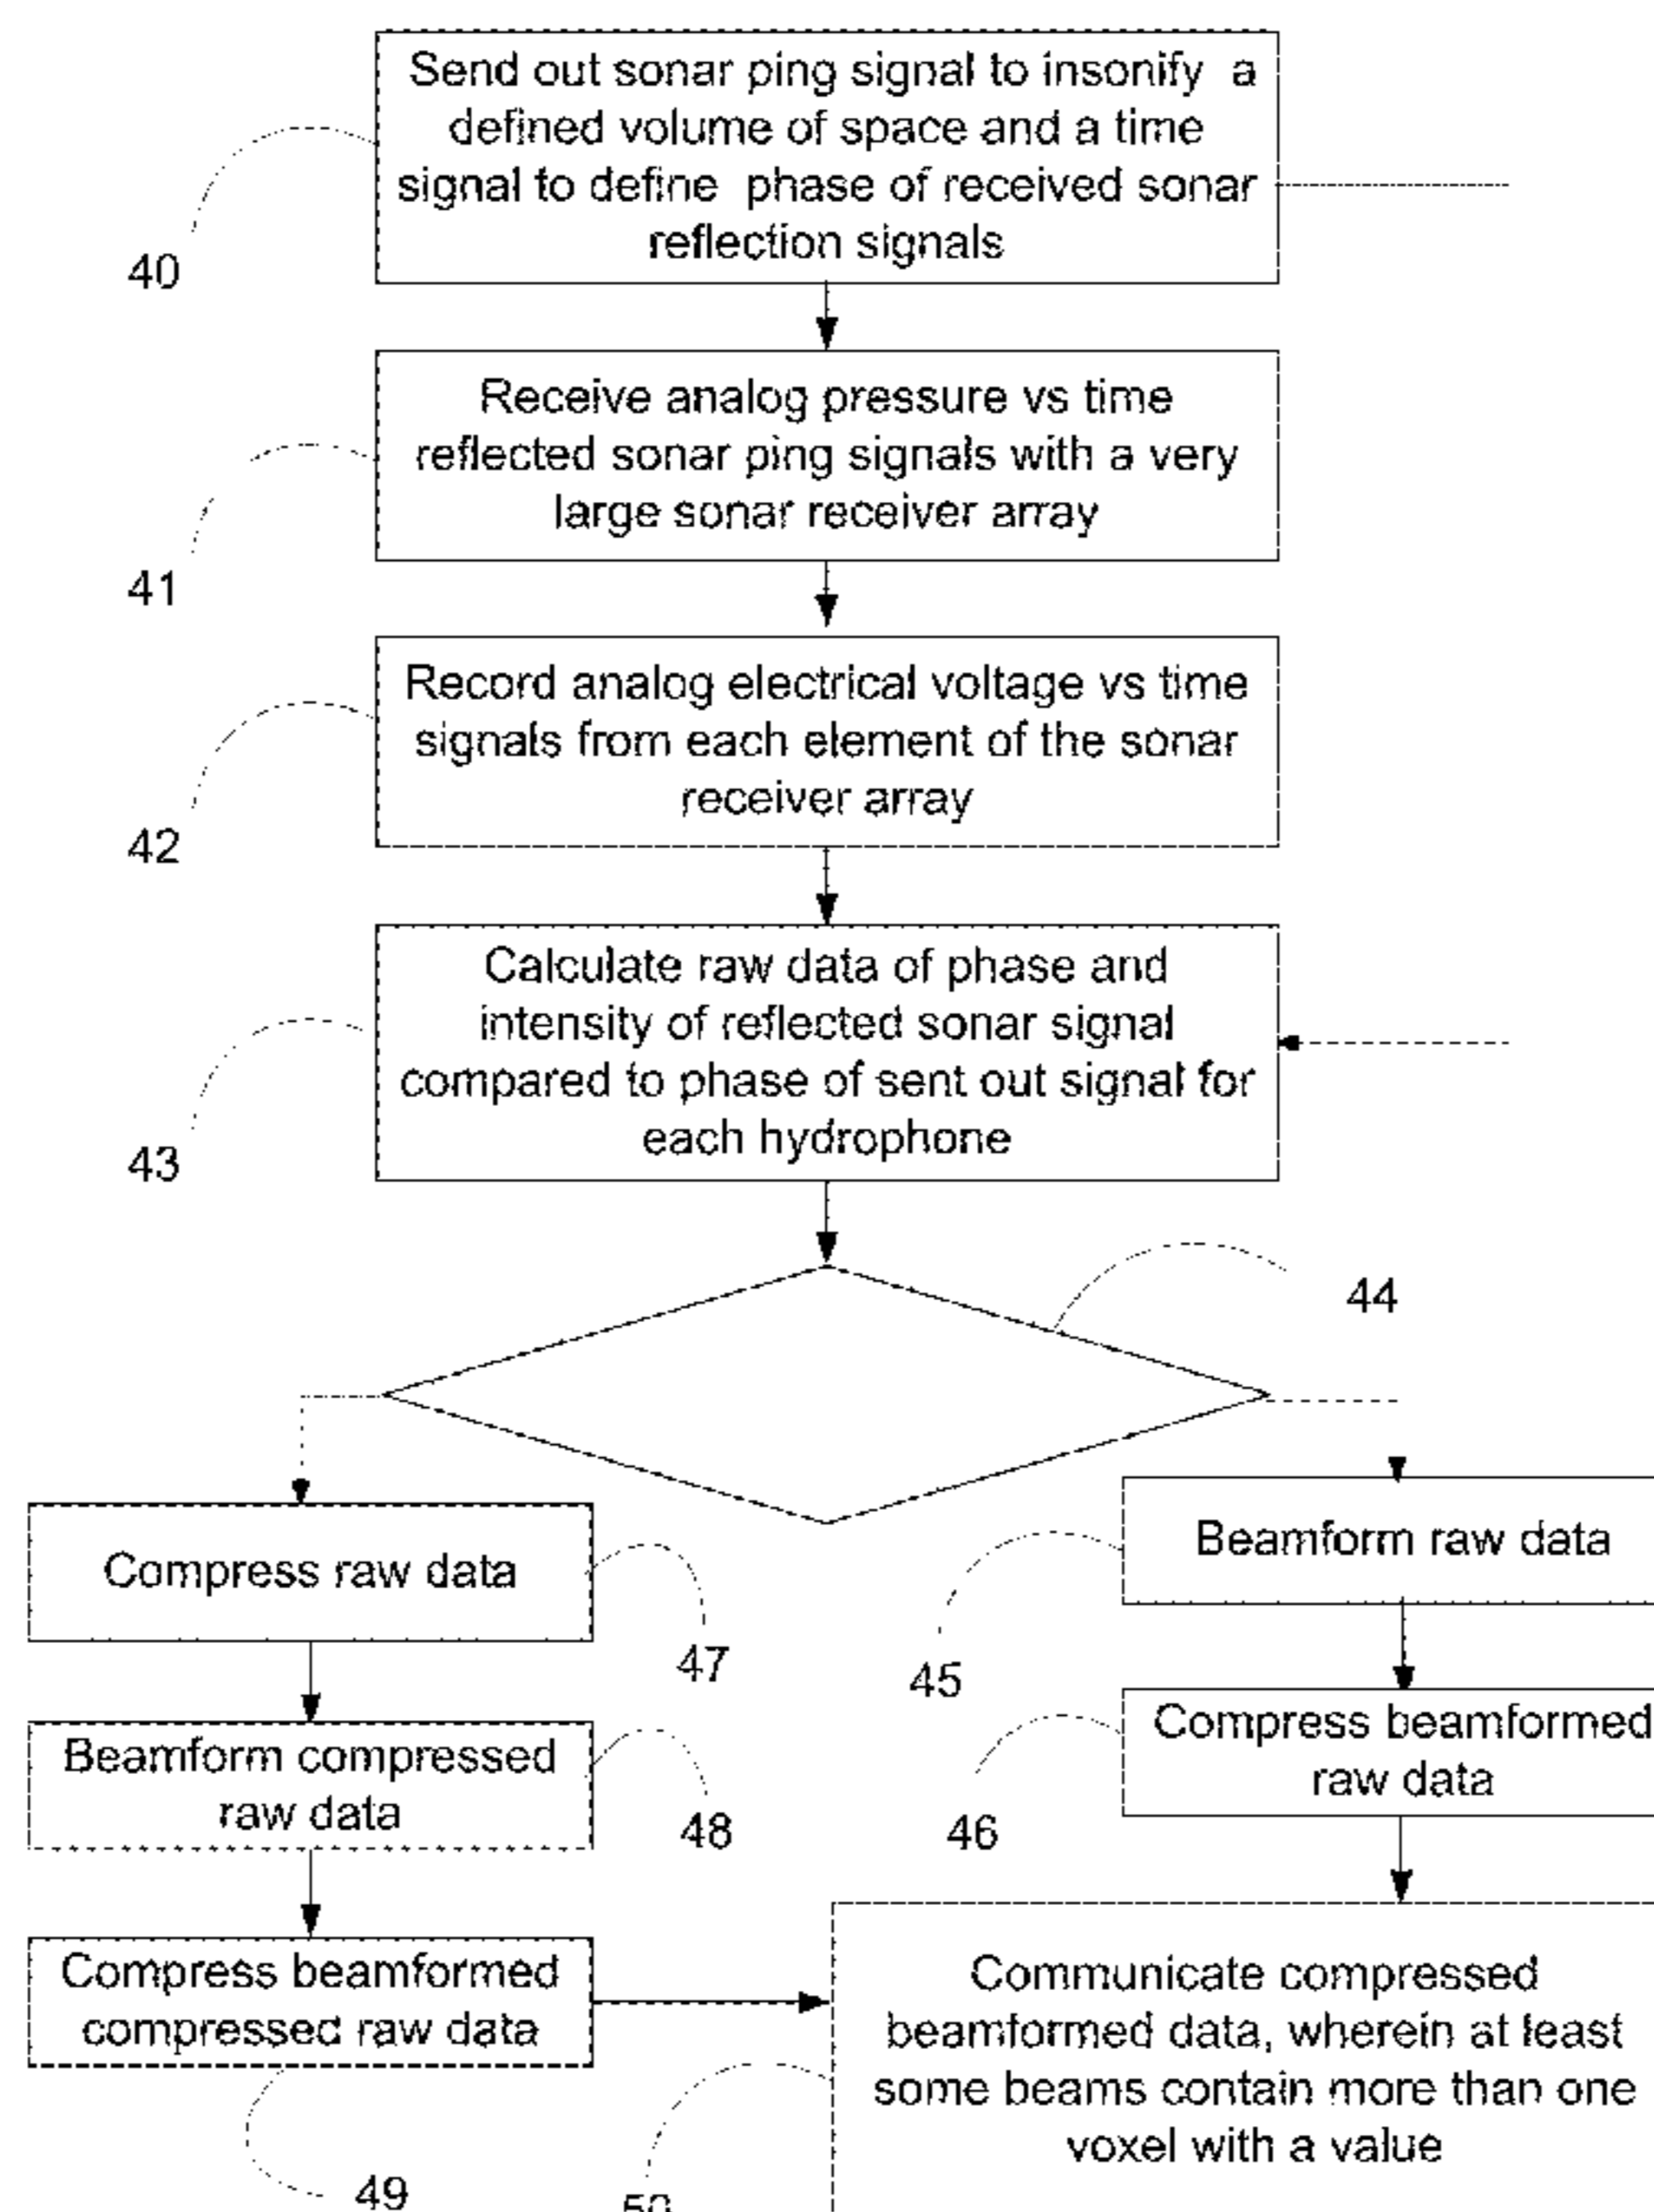 Send out sonar ping signal to insonify a
defined volume of space and a time
signal to define phase of received sonar
reflection signals
40
Receive analog pressure vs time
reflected sonar ping signals with a very
large sonar receiver array
41
Record analog electrical voltage vs time
signals from each element of the sonar
receiver array
42
Calculate raw data of phase and
intensity of reflected sonar signal
compared to phase of sent out signal for
each hydrophone
43
44
Compress raw data
47
Beamform raw data
45
Beamform compressed
raw data
48
Compress beamformed
raw data
46
Compress beamformed
compressed raw data
49
Communicate compressed
beamformed data, wherein at least
some beams contain more than one
voxel with a value
50